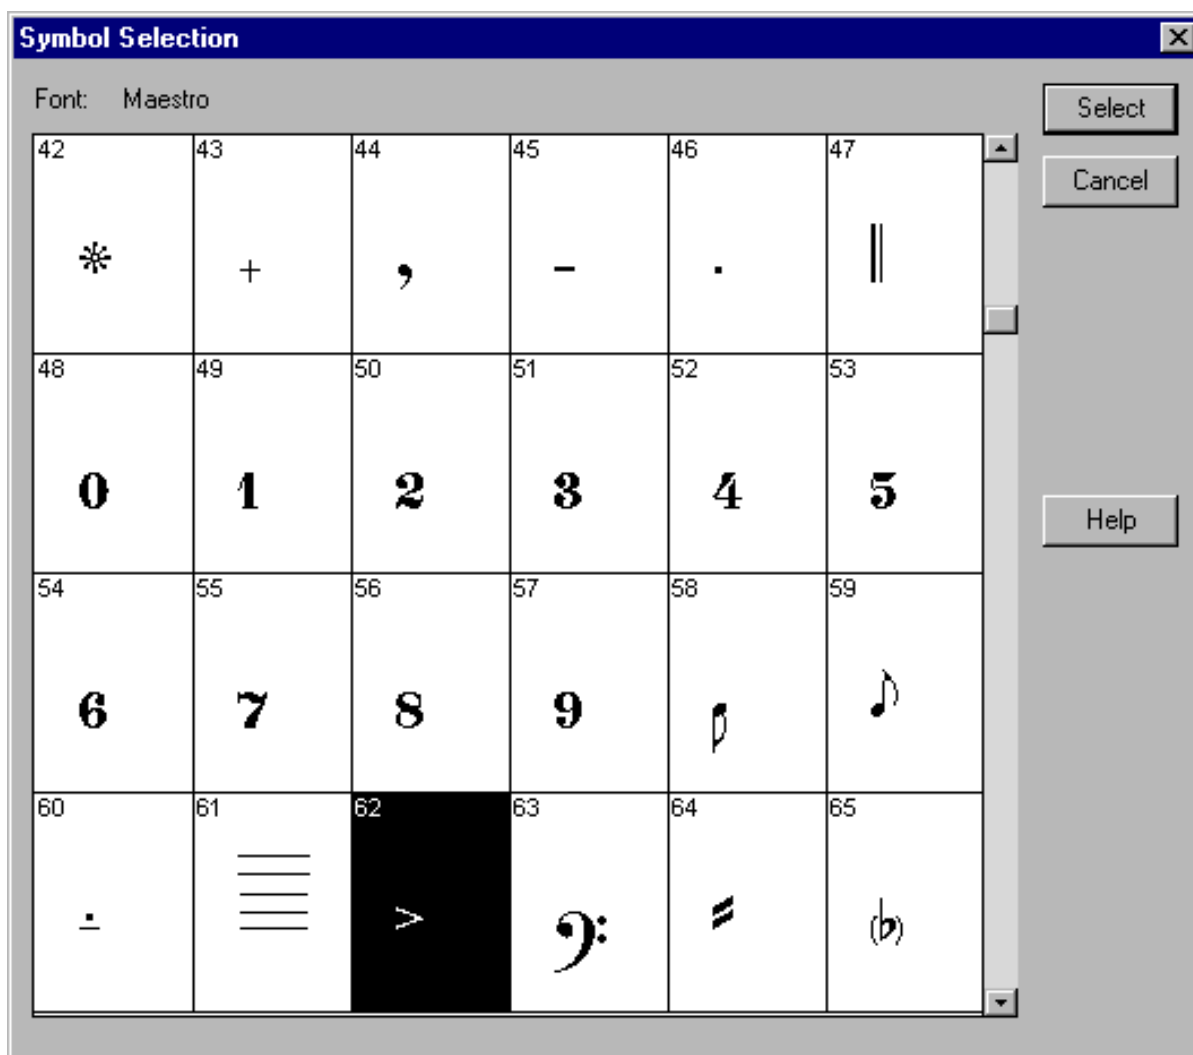 Symbol Selection
Font: Maestro
Select
Cancel
Help
42 43 44 45 46 47
* + , - . 
48 49 50 51 52 53
0 1 2 3 4 5
54 55 56 57 58 59
6 7 8 9 ♪
60 61 62 63 64 65
> 𝄢 (♭)